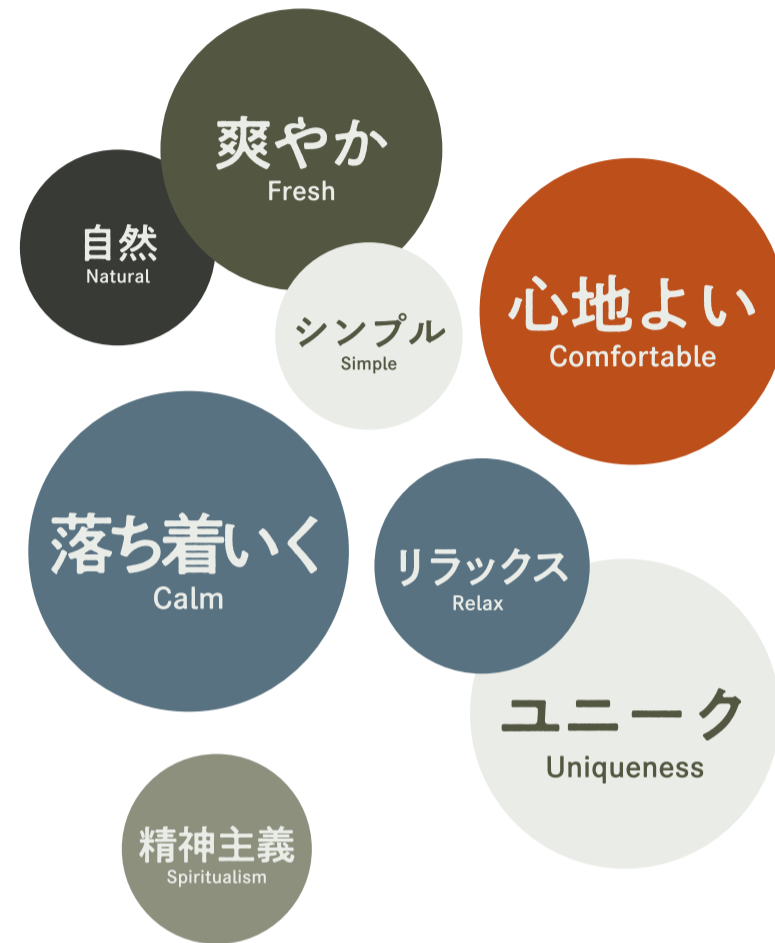 爽やか
Fresh
自然
Natural
シンプル
Simple
心地よい
Comfortable
落ち着いく
Calm
リラックス
Relax
ユニーク
Uniqueness
精神主義
Spiritualism